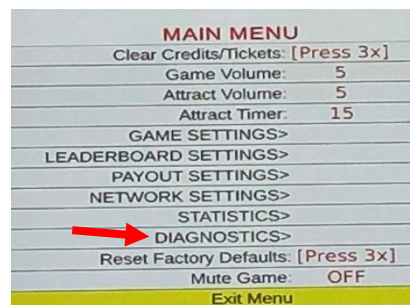 MAIN MENU
Clear Credits/Tickets: [Press 3x]
Game Volume: 5
Attract Volume: 5
Attract Timer: 15
GAME SETTINGS>
LEADERBOARD SETTINGS>
PAYOUT SETTINGS>
NETWORK SETTINGS>
STATISTICS>
DIAGNOSTICS>
Reset Factory Defaults: [Press 3x]
Mute Game: OFF
Exit Menu